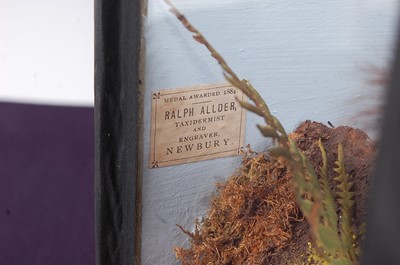 MEDAL AWARDED 1884
RALPH ALLDER,
TAXIDERMIST
AND
ENGRAVER,
NEWBURY